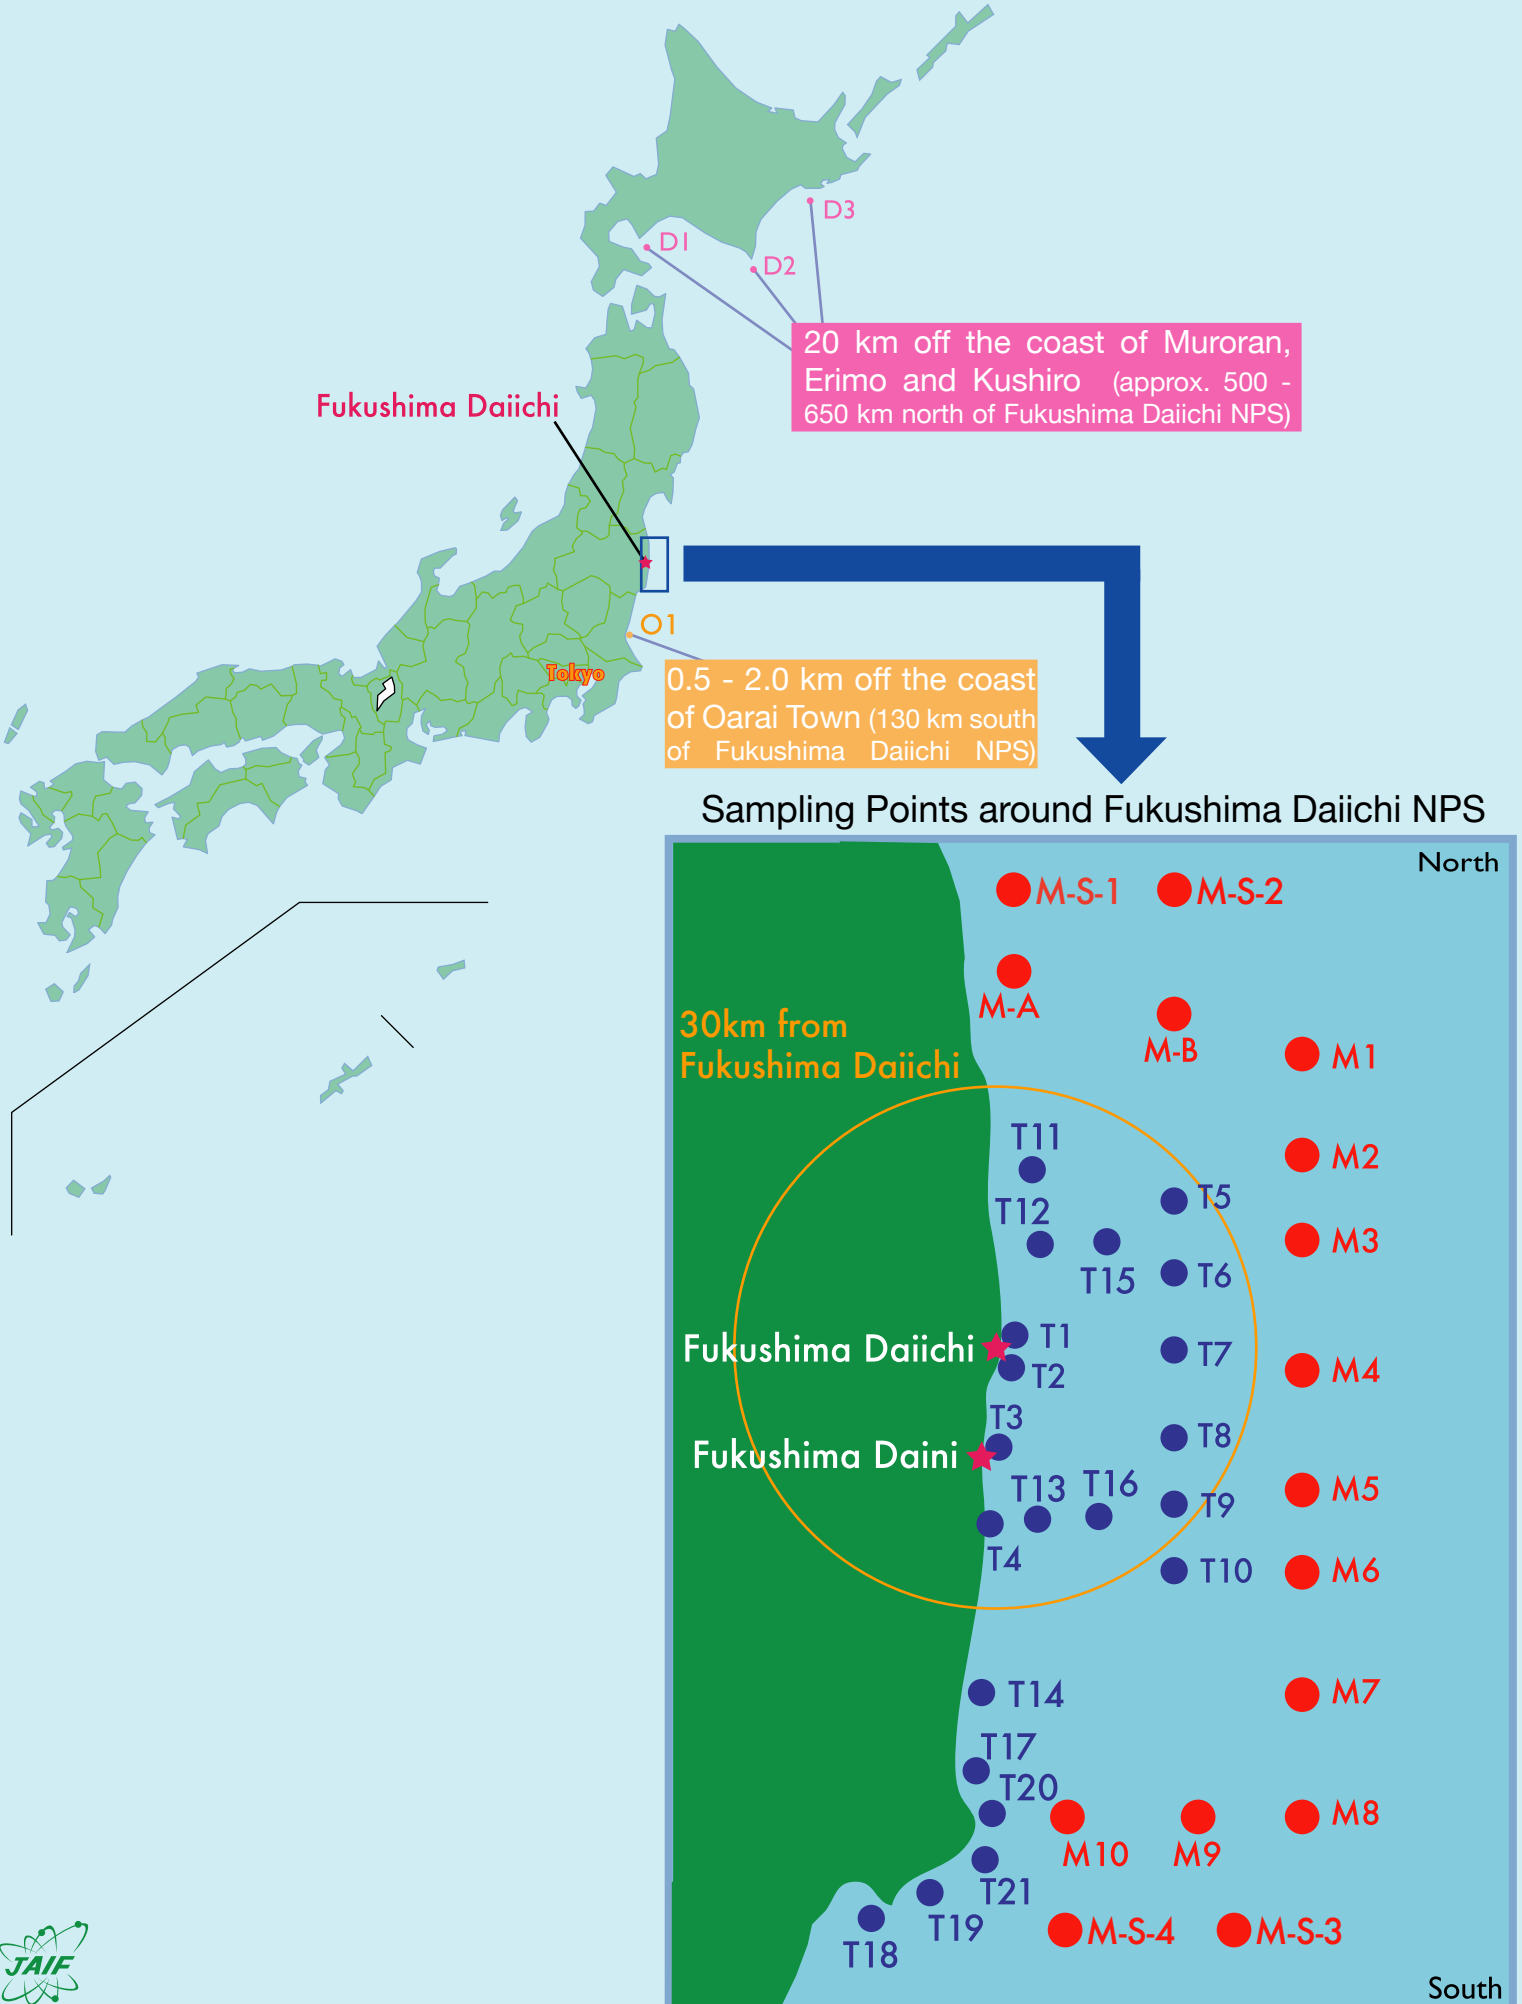 D3
D1
D2
20 km off the coast of Muroran,
Erimo and Kushiro (approx. 500 -
650 km north of Fukushima Daiichi NPS)
Fukushima Daiichi
O1
Tokyo
0.5 - 2.0 km off the coast
of Oarai Town (130 km south
of Fukushima Daiichi NPS)
Sampling Points around Fukushima Daiichi NPS
North
M-S-1
M-S-2
M-A
30km from
Fukushima Daiichi
M-B
M1
T11
M2
T5
T12
M3
T15
T6
Fukushima Daiichi
T1
T7
T2
M4
T3
T8
Fukushima Daini
T13
T16
M5
T9
T4
T10
M6
T14
M7
T17
T20
M8
M10
M9
T21
T19
M-S-4
M-S-3
T18
JAIF
South